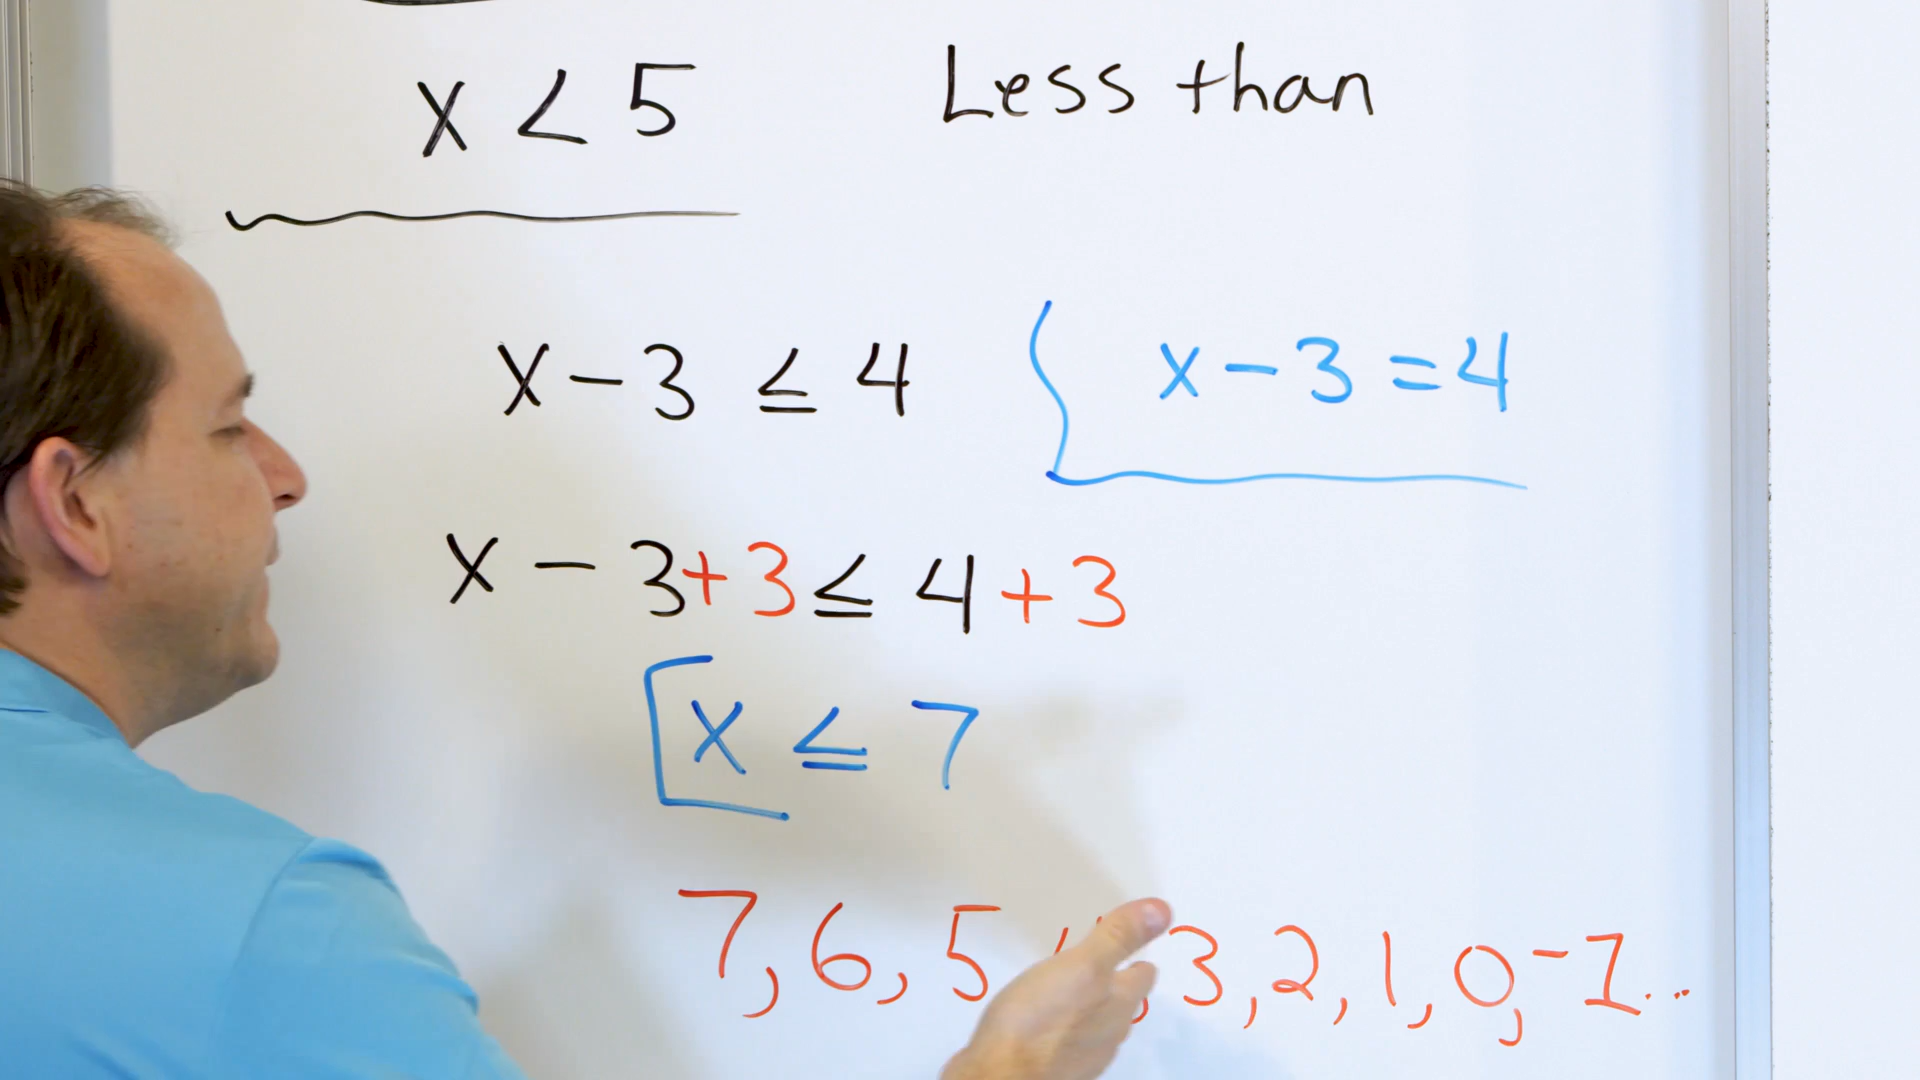 x < 5 Less than
x - 3 ≤ 4 x - 3 = 4
x - 3 + 3 ≤ 4 + 3
x ≤ 7
7, 6, 5 , 3, 2, 1, 0, -1...